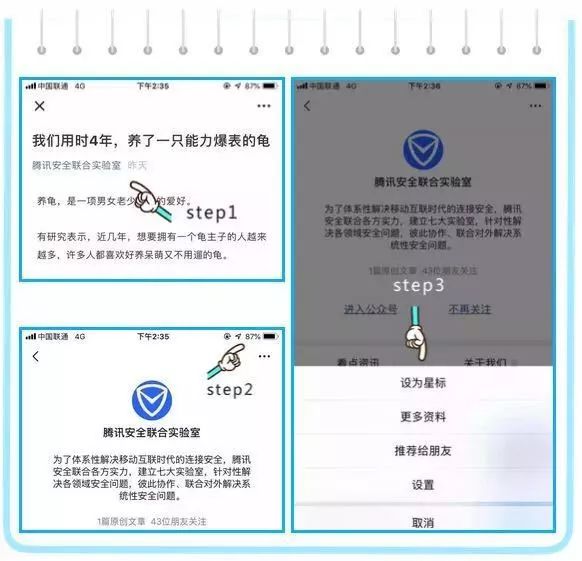 中国联通 4G 下午2:35 87%
我们用时4年，养了一只能力爆表的龟
腾讯安全联合实验室 昨天
养龟，是一项男女老少 的爱好。
step1
有研究表示，近几年，想要拥有一个龟主子的人越来
越多，许多人都喜欢好养呆萌又不用遛的龟。
中国联通 4G 下午2:35 87%
step2
腾讯安全联合实验室
为了体系性解决移动互联时代的连接安全，腾讯
安全联合各方实力，建立七大实验室，针对性解
决各领域安全问题，彼此协作、联合对外解决系
统性安全问题。
1篇原创文章 43位朋友关注
中国联通 4G 下午2:36 87%
腾讯安全联合实验室
为了体系性解决移动互联时代的连接安全，腾讯
安全联合各方实力，建立七大实验室，针对性解
决各领域安全问题，彼此协作、联合对外解决系
统性安全问题。
1篇原创文章 43位朋友关注
step3
进入公众号 不再关注
看点资讯 关于我们
设为星标
更多资料
推荐给朋友
设置
取消